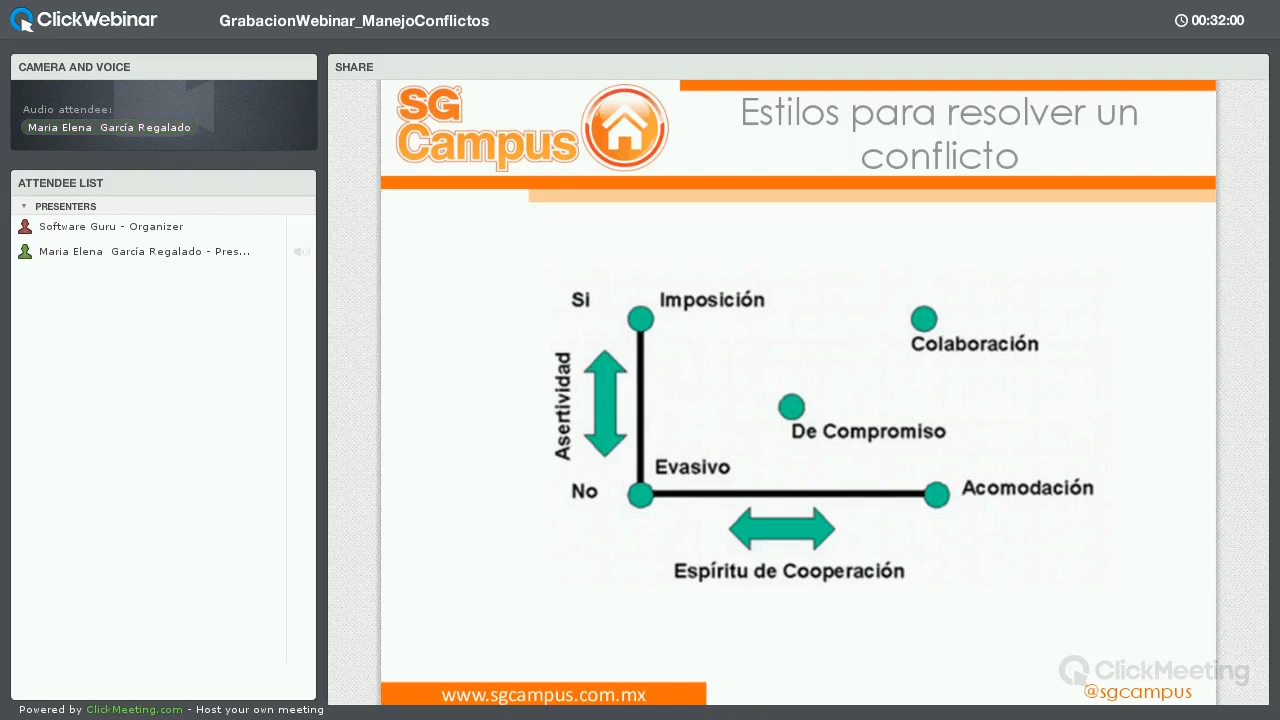 ClickWebinar
GrabacionWebinar_ManejoConflictos
00:32:00
CAMERA AND VOICE
Audio attendee:
Maria Elena García Regalado
ATTENDEE LIST
PRESENTERS
Software Guru - Organizer
Maria Elena García Regalado - Pres...
SHARE
SG
Campus
Estilos para resolver un
conflicto
Si
Imposición
Colaboración
Asertividad
De Compromiso
Evasivo
No
Acomodación
Espíritu de Cooperación
ClickMeeting
www.sgcampus.com.mx
@sgcampus
Powered by ClickMeeting.com - Host your own meeting